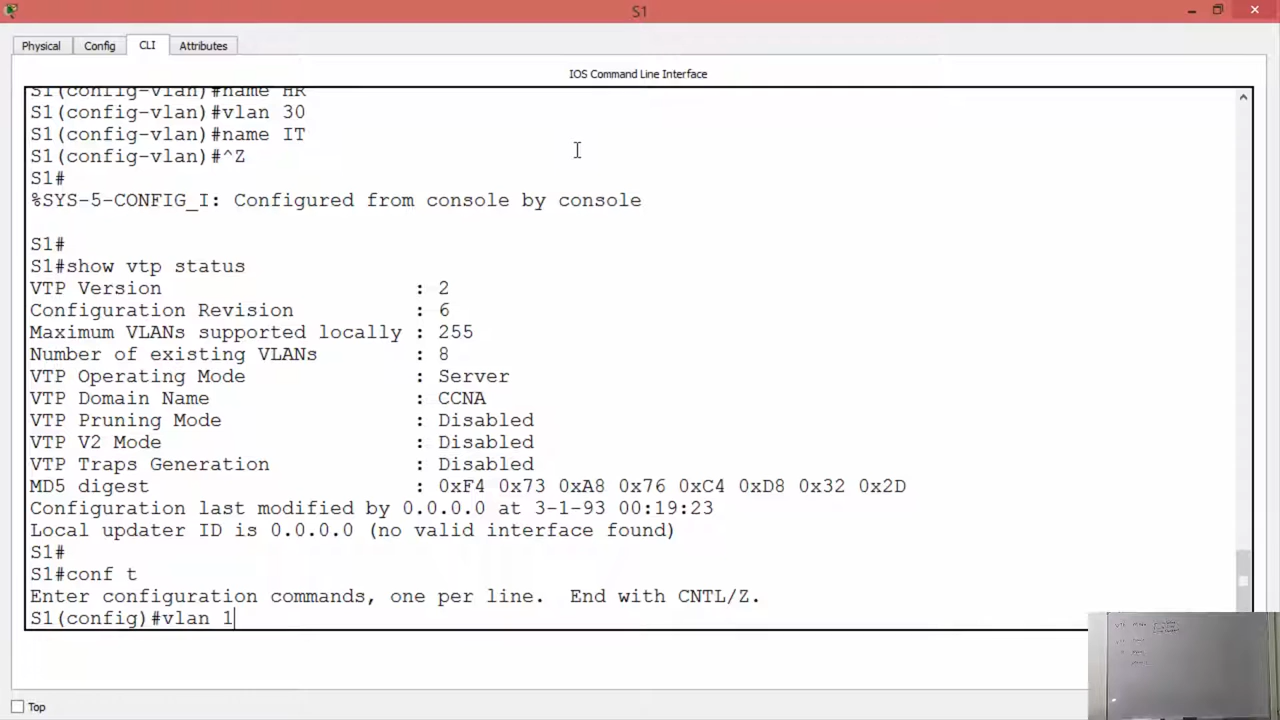 S1
Physical
Config
CLI
Attributes
IOS Command Line Interface
S1(config-vlan)#name HR
S1(config-vlan)#vlan 30
S1(config-vlan)#name IT
S1(config-vlan)#^Z
S1#
%SYS-5-CONFIG_I: Configured from console by console
S1#
S1#show vtp status
VTP Version : 2
Configuration Revision : 6
Maximum VLANs supported locally : 255
Number of existing VLANs : 8
VTP Operating Mode : Server
VTP Domain Name : CCNA
VTP Pruning Mode : Disabled
VTP V2 Mode : Disabled
VTP Traps Generation : Disabled
MD5 digest : 0xF4 0x73 0xA8 0x76 0xC4 0xD8 0x32 0x2D
Configuration last modified by 0.0.0.0 at 3-1-93 00:19:23
Local updater ID is 0.0.0.0 (no valid interface found)
S1#
S1#conf t
Enter configuration commands, one per line. End with CNTL/Z.
S1(config)#vlan 1
Top